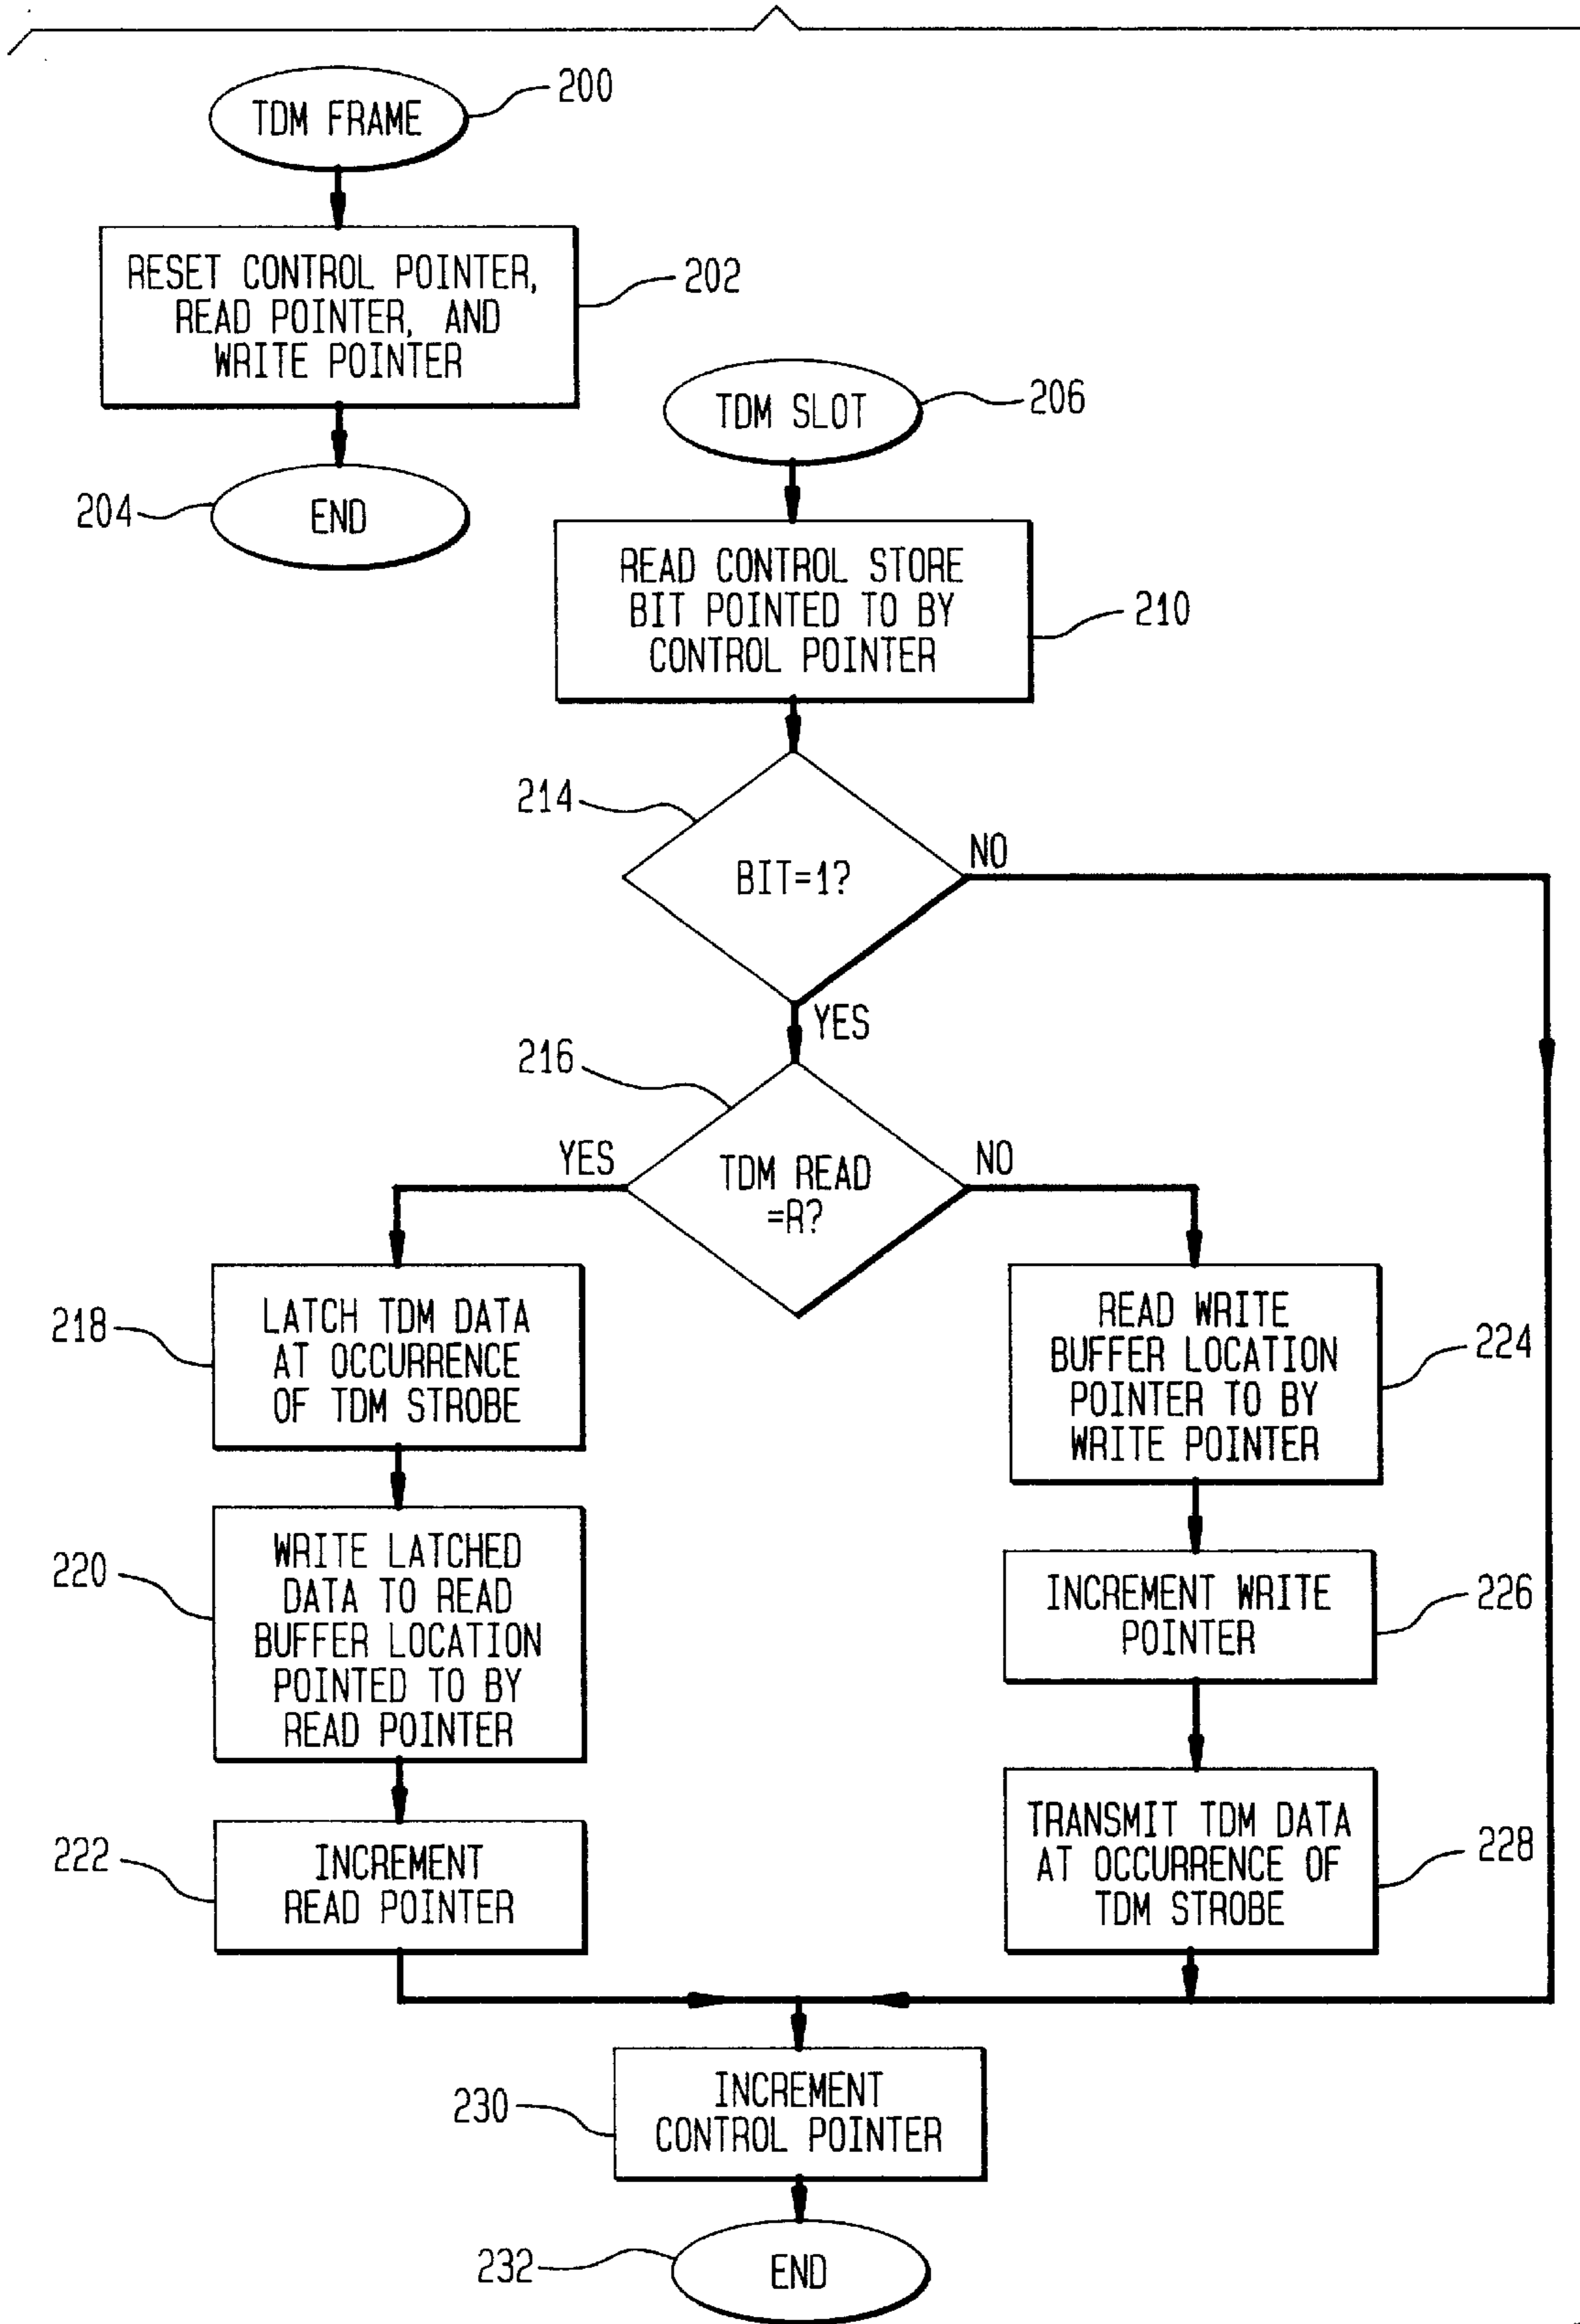 TDM FRAME
200
RESET CONTROL POINTER,
READ POINTER, AND
WRITE POINTER
202
END
204
TDM SLOT
206
READ CONTROL STORE
BIT POINTED TO BY
CONTROL POINTER
210
BIT=1?
214
NO
YES
TDM READ
=R?
216
YES
NO
LATCH TDM DATA
AT OCCURRENCE
OF TDM STROBE
218
WRITE LATCHED
DATA TO READ
BUFFER LOCATION
POINTED TO BY
READ POINTER
220
INCREMENT
READ POINTER
222
READ WRITE
BUFFER LOCATION
POINTER TO BY
WRITE POINTER
224
INCREMENT WRITE
POINTER
226
TRANSMIT TDM DATA
AT OCCURRENCE OF
TDM STROBE
228
INCREMENT
CONTROL POINTER
230
END
232